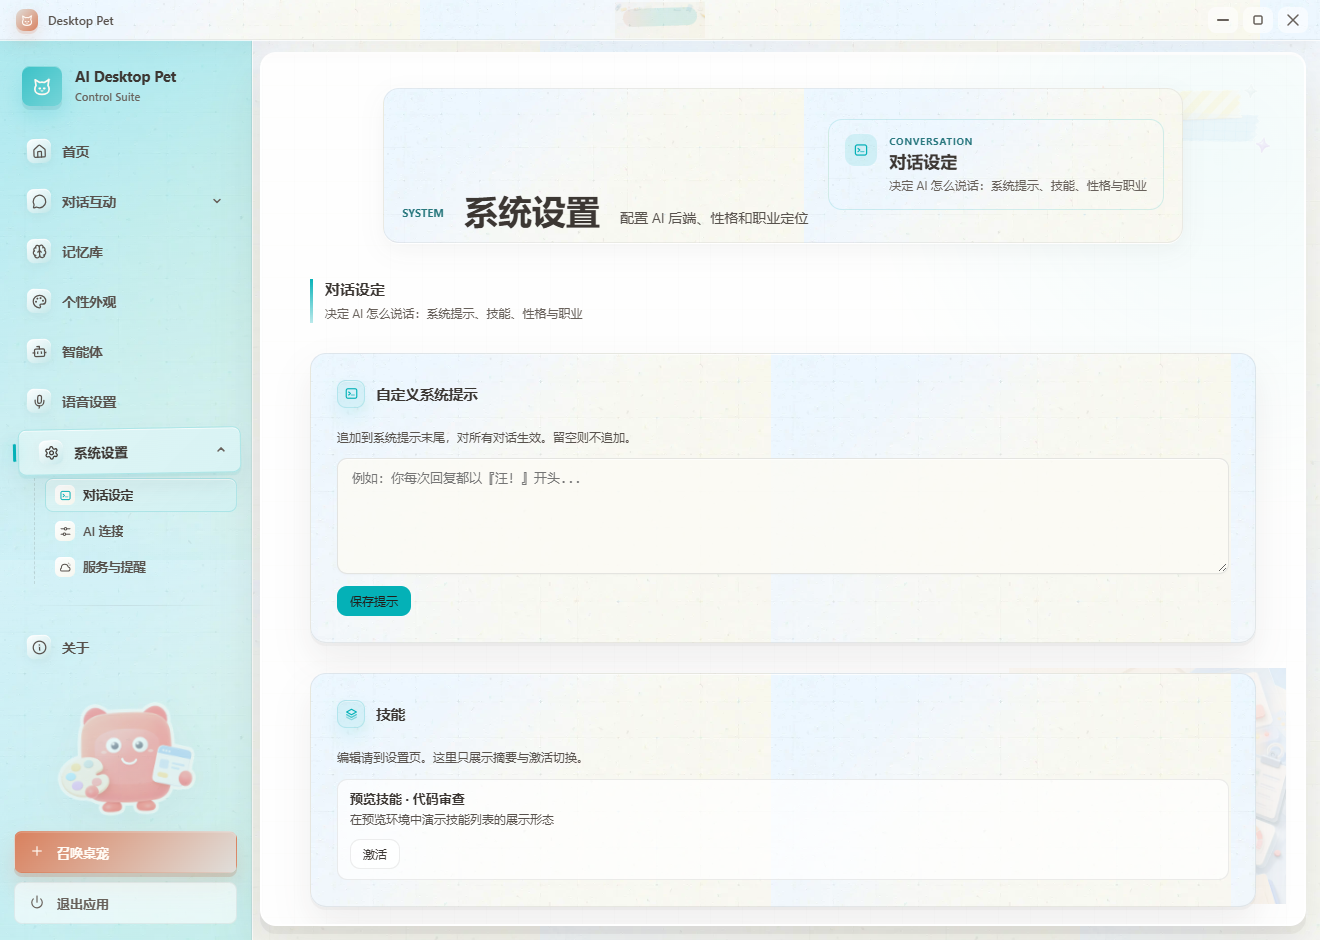 Desktop Pet
AI Desktop Pet
Control Suite
首页
对话互动
记忆库
个性外观
智能体
语音设置
系统设置
对话设定
AI 连接
服务与提醒
关于
召唤桌宠
退出应用
SYSTEM
系统设置
配置 AI 后端、性格和职业定位
CONVERSATION
对话设定
决定 AI 怎么说话：系统提示、技能、性格与职业
对话设定
决定 AI 怎么说话：系统提示、技能、性格与职业
自定义系统提示
追加到系统提示末尾，对所有对话生效。留空则不追加。
例如：你每次回复都以『汪！』开头...
保存提示
技能
编辑请到设置页。这里只展示摘要与激活切换。
预览技能 · 代码审查
在预览环境中演示技能列表的展示形态
激活